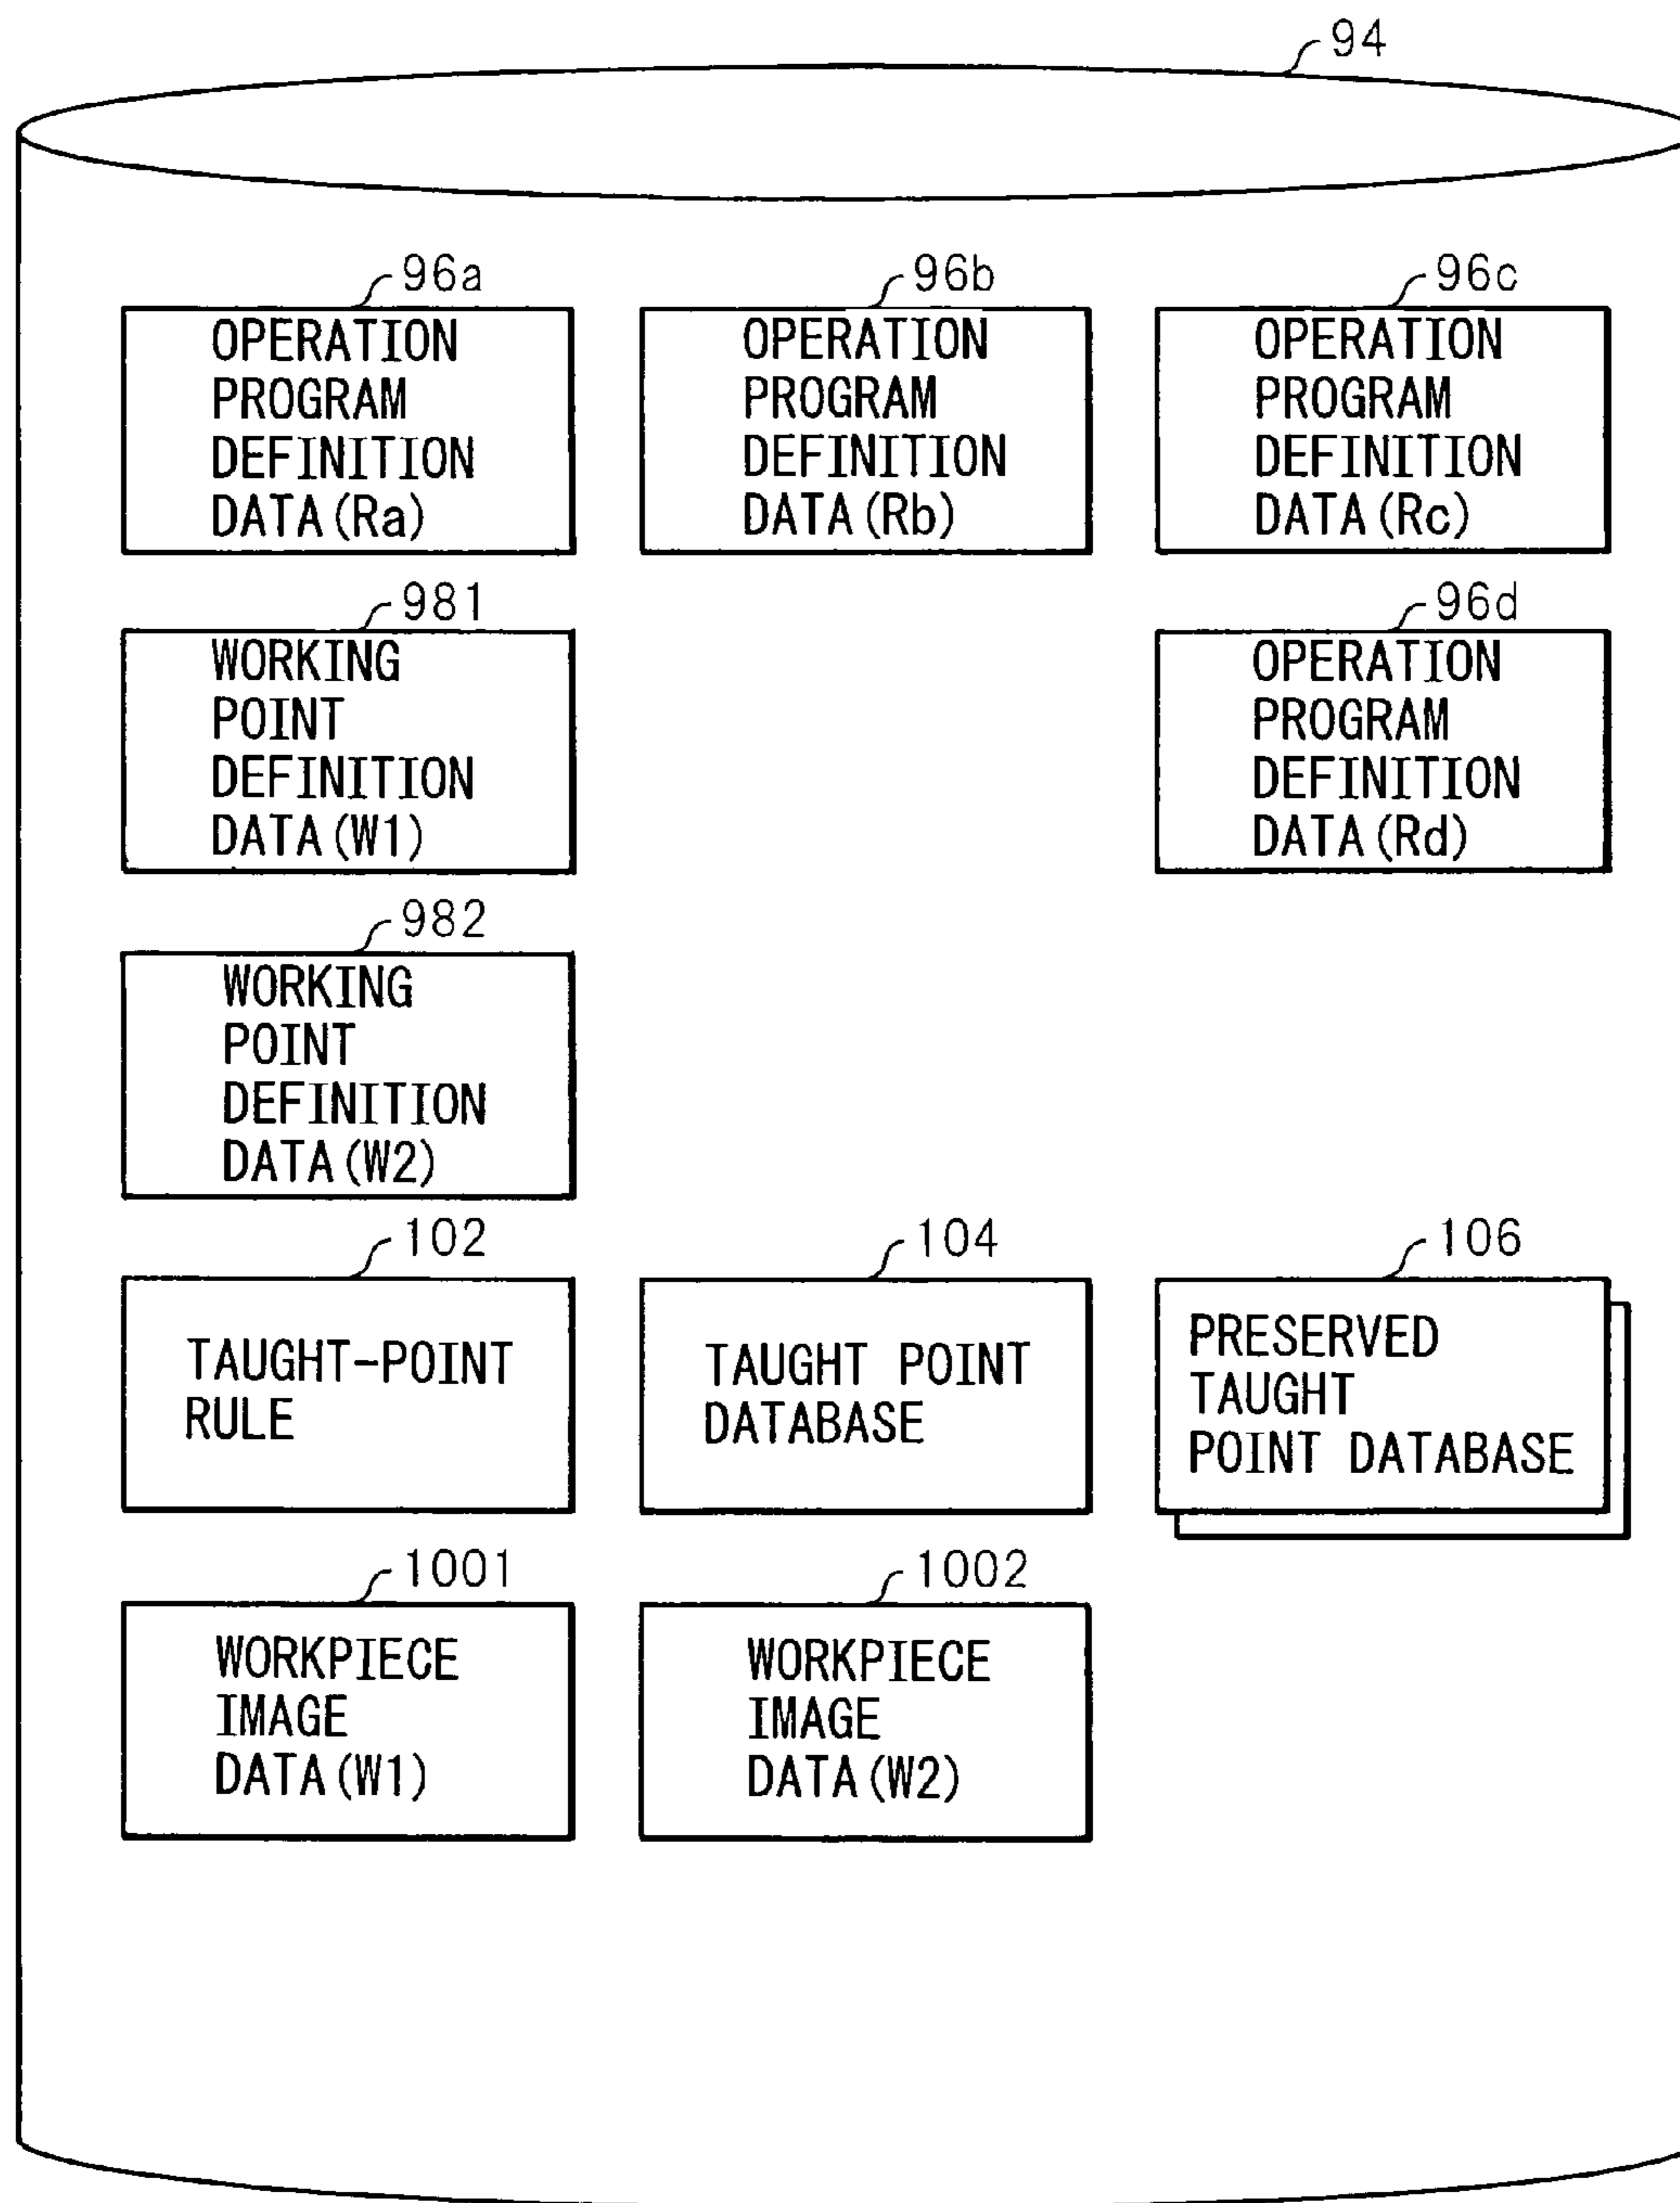 94
96a
OPERATION
PROGRAM
DEFINITION
DATA(Ra)
96b
OPERATION
PROGRAM
DEFINITION
DATA(Rb)
96c
OPERATION
PROGRAM
DEFINITION
DATA(Rc)
981
WORKING
POINT
DEFINITION
DATA(W1)
96d
OPERATION
PROGRAM
DEFINITION
DATA(Rd)
982
WORKING
POINT
DEFINITION
DATA(W2)
102
TAUGHT-POINT
RULE
104
TAUGHT POINT
DATABASE
106
PRESERVED
TAUGHT
POINT DATABASE
1001
WORKPIECE
IMAGE
DATA(W1)
1002
WORKPIECE
IMAGE
DATA(W2)